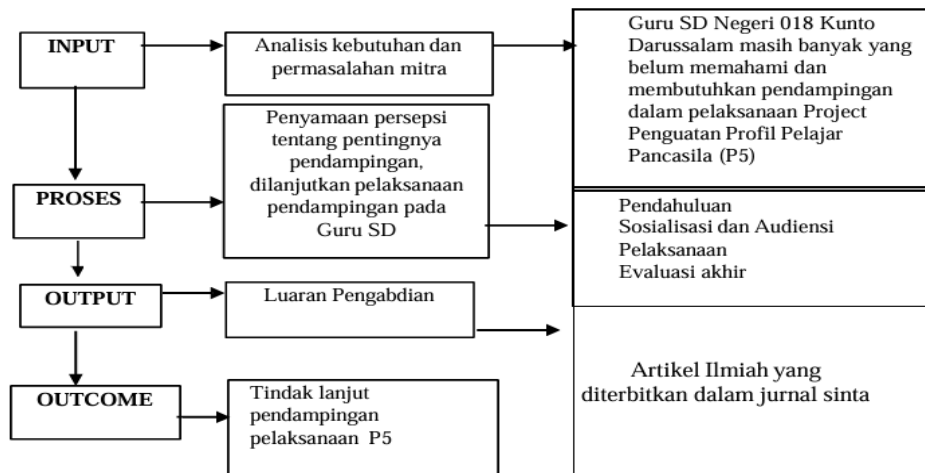 INPUT
Analisis kebutuhan dan
permasalahan mitra
Guru SD Negeri 018 Kunto
Darussalam masih banyak yang
belum memahami dan
membutuhkan pendampingan
dalam pelaksanaan Project
Penguatan Profil Pelajar
Pancasila (P5)
PROSES
Penyamaan persepsi
tentang pentingnya
pendampingan,
dilanjutkan pelaksanaan
pendampingan pada
Guru SD
Pendahuluan
Sosialisasi dan Audiensi
Pelaksanaan
Evaluasi akhir
OUTPUT
Luaran Pengabdian
Artikel Ilmiah yang
diterbitkan dalam jurnal sinta
OUTCOME
Tindak lanjut
pendampingan
pelaksanaan P5